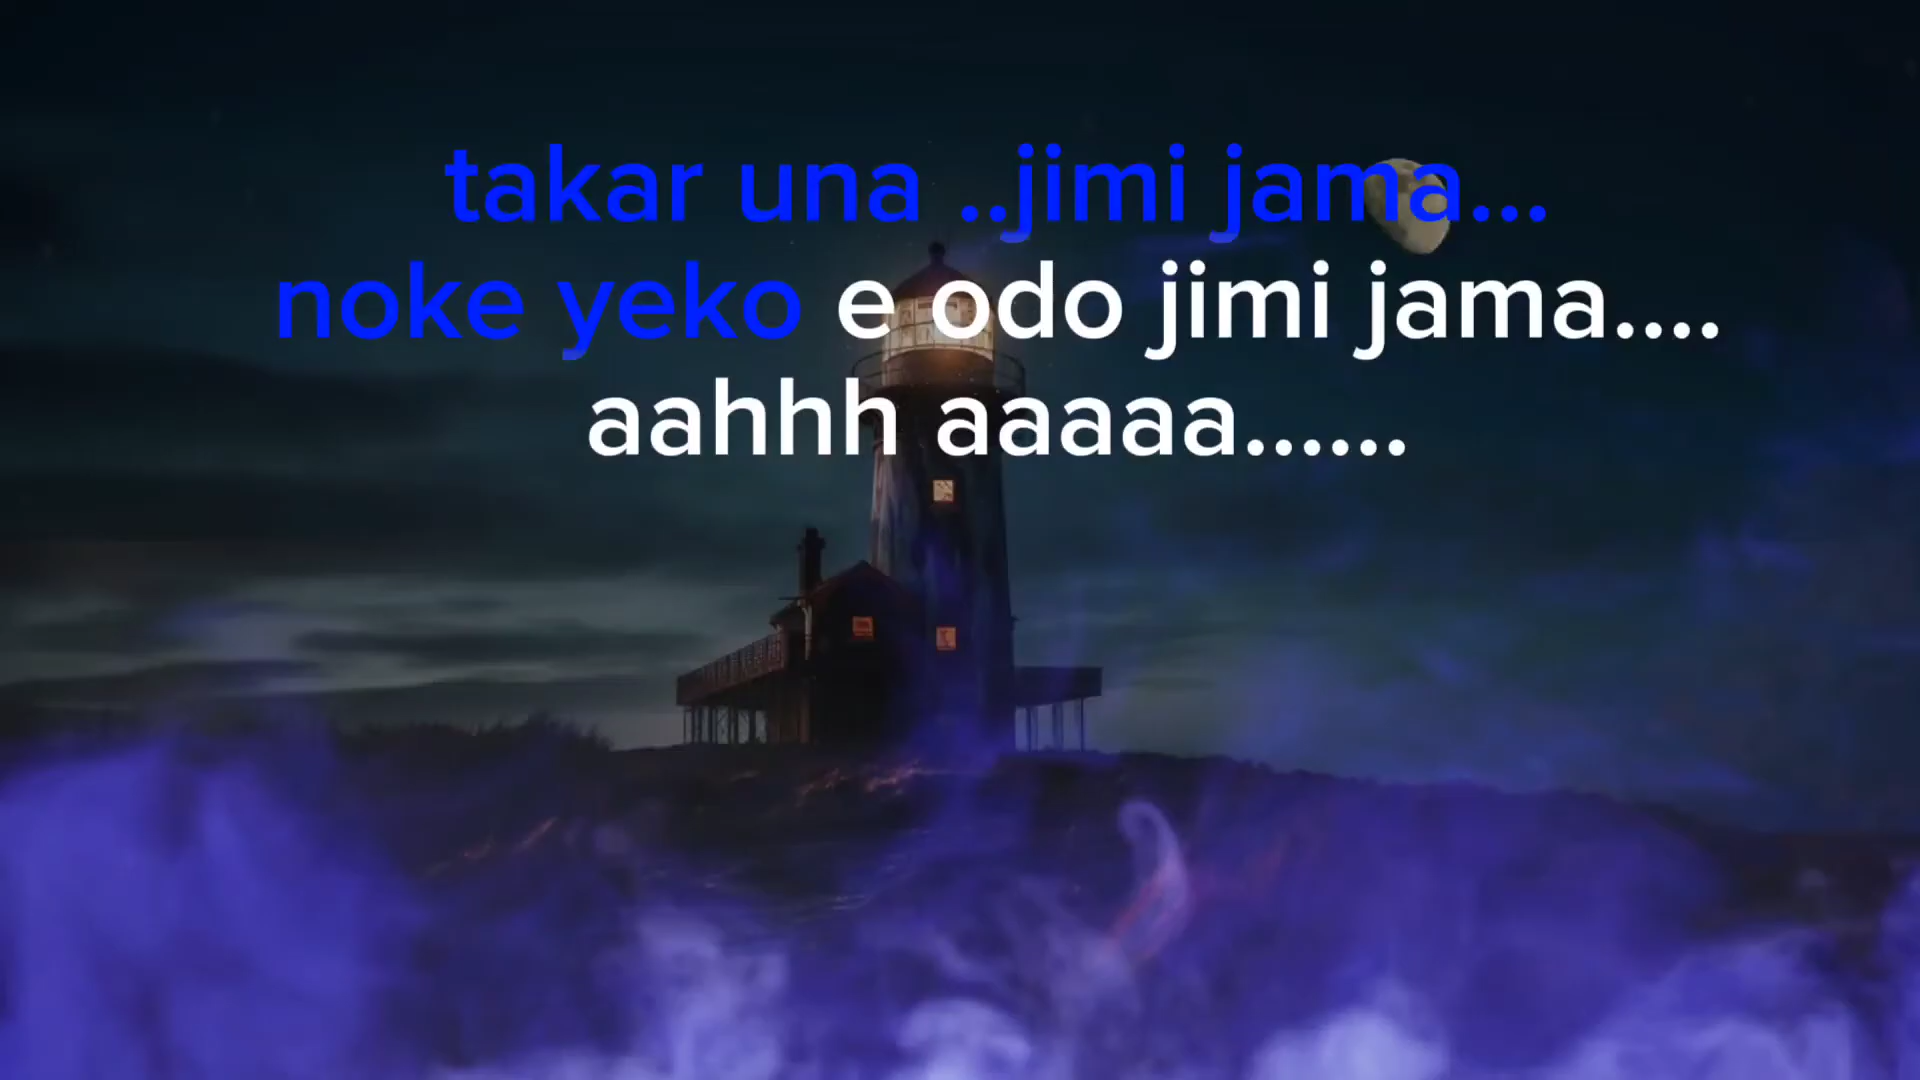 takar una ..jimi jama...
noke yeko e odo jimi jama....
aahhh aaaaa......